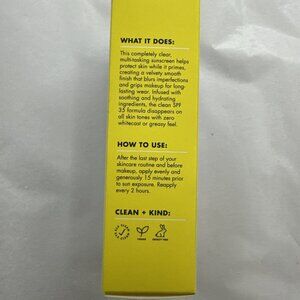 WHAT IT DOES:
This completely clear,
multi-tasking sunscreen helps
protect skin while it primes,
creating a velvety smooth
finish that blurs imperfections
and grips makeup for long-
lasting wear. Infused with
soothing and hydrating
ingredients, the clean SPF
35 formula disappears on
all skin tones with zero
whitecast or greasy feel.
HOW TO USE:
After the last step of your
skincare routine and before
makeup, apply evenly and
generously 15 minutes prior
to sun exposure. Reapply
every 2 hours.
CLEAN + KIND:
VEGAN
CRUELTY FREE